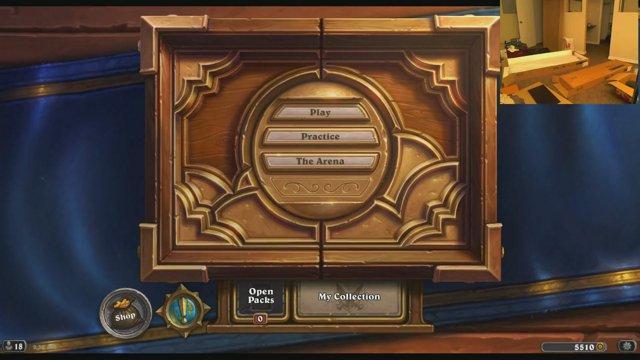 Play
Practice
The Arena
Open
Packs
My Collection
0
Shop
18
5510